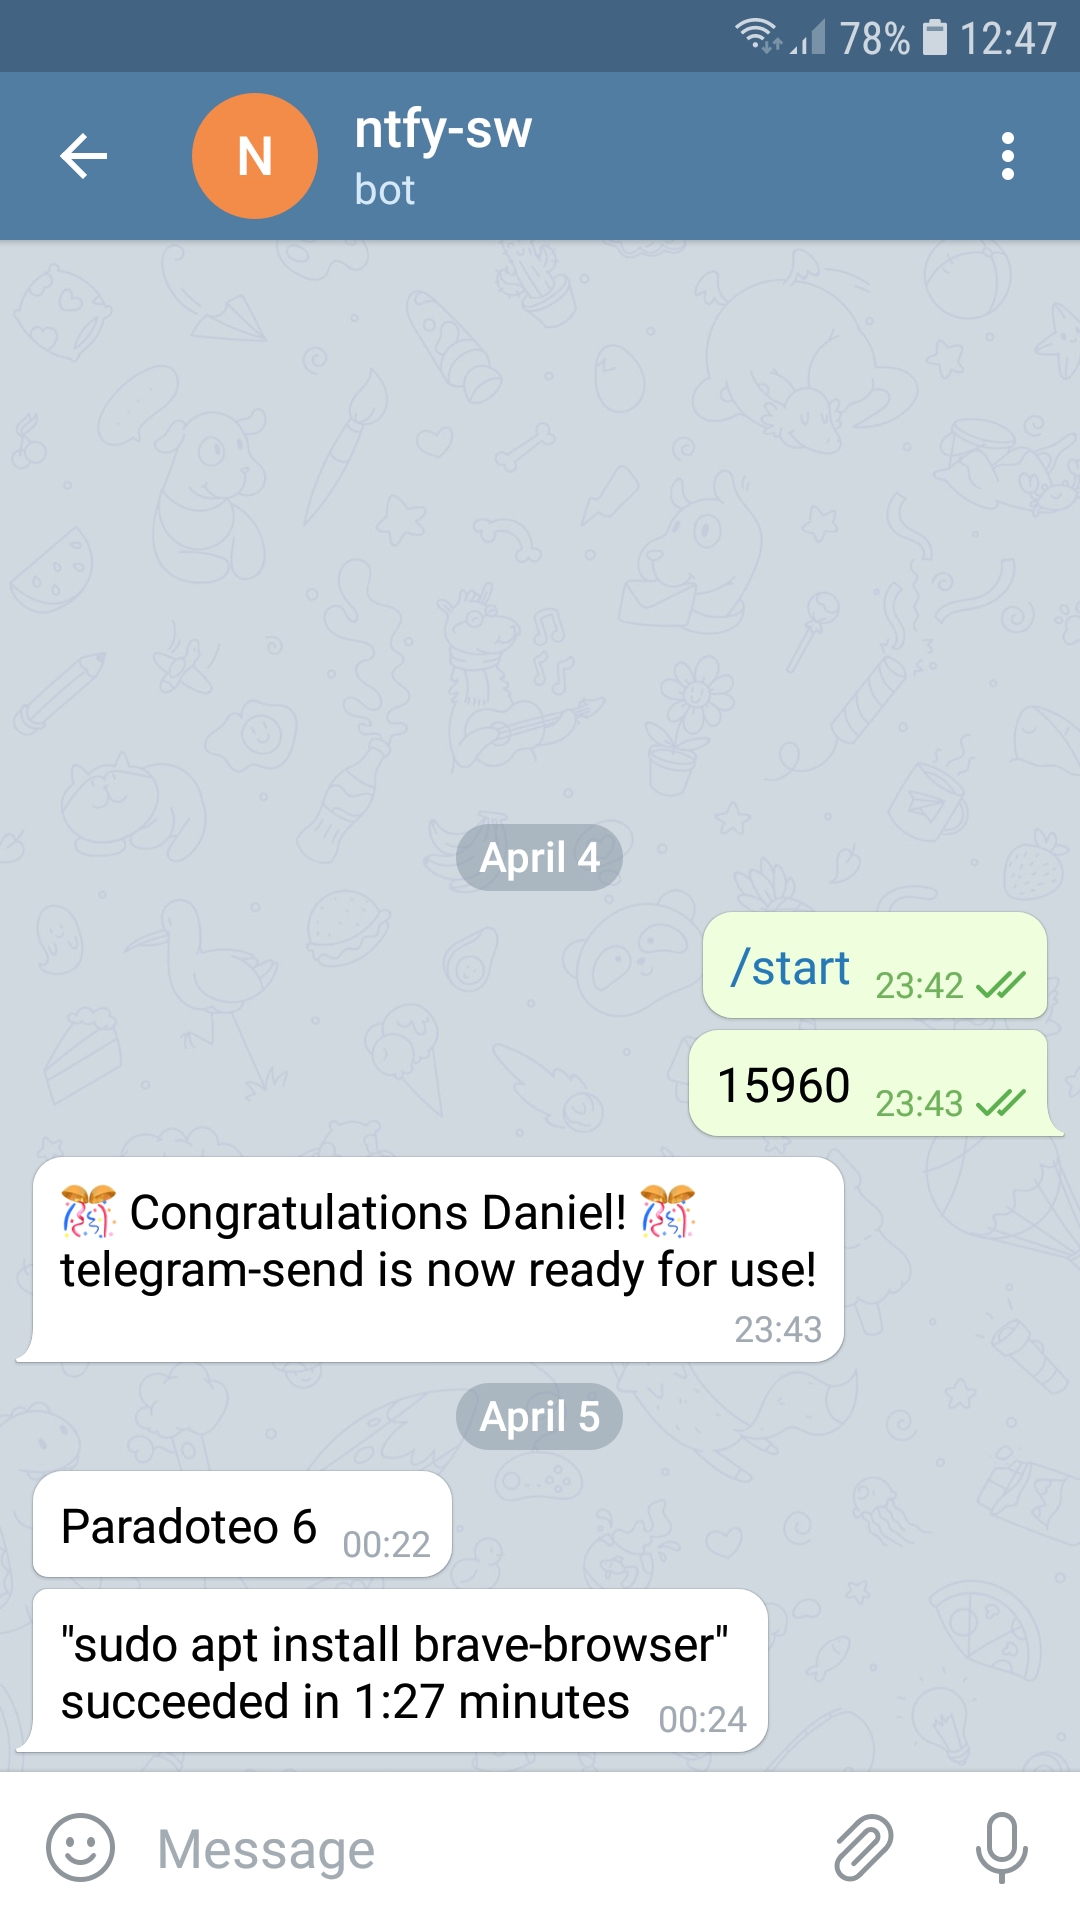 78% 12:47
N
ntfy-sw
bot
April 4
/start 23:42
15960 23:43
🎊 Congratulations Daniel! 🎊
telegram-send is now ready for use!
23:43
April 5
Paradoteo 6 00:22
"sudo apt install brave-browser"
succeeded in 1:27 minutes 00:24
Message